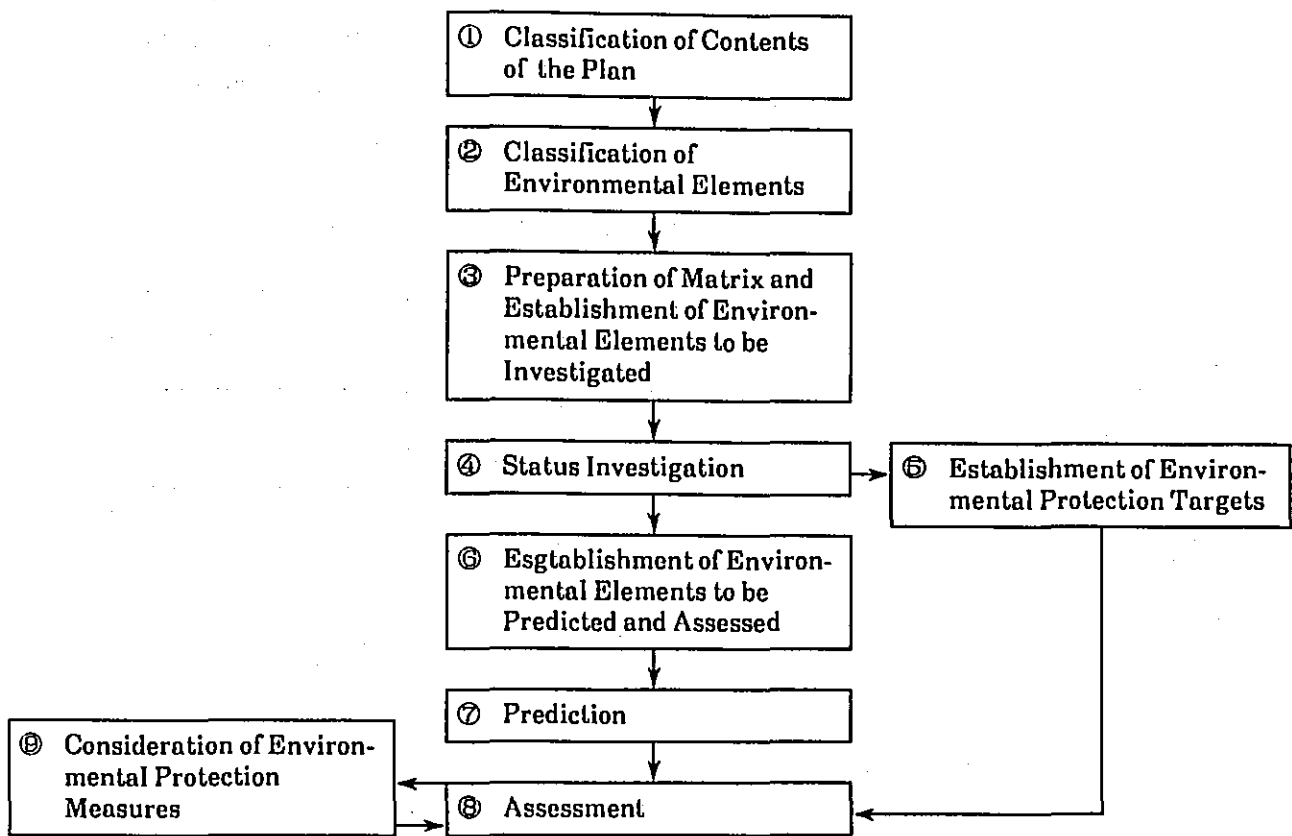 ① Classification of Contents
of the Plan
② Classification of
Environmental Elements
③ Preparation of Matrix and
Establishment of Environ-
mental Elements to be
Investigated
④ Status Investigation
⑤ Establishment of Environ-
mental Protection Targets
⑥ Esgtablishment of Environ-
mental Elements to be
Predicted and Assessed
⑦ Prediction
⑨ Consideration of Environ-
mental Protection
Measures
⑧ Assessment